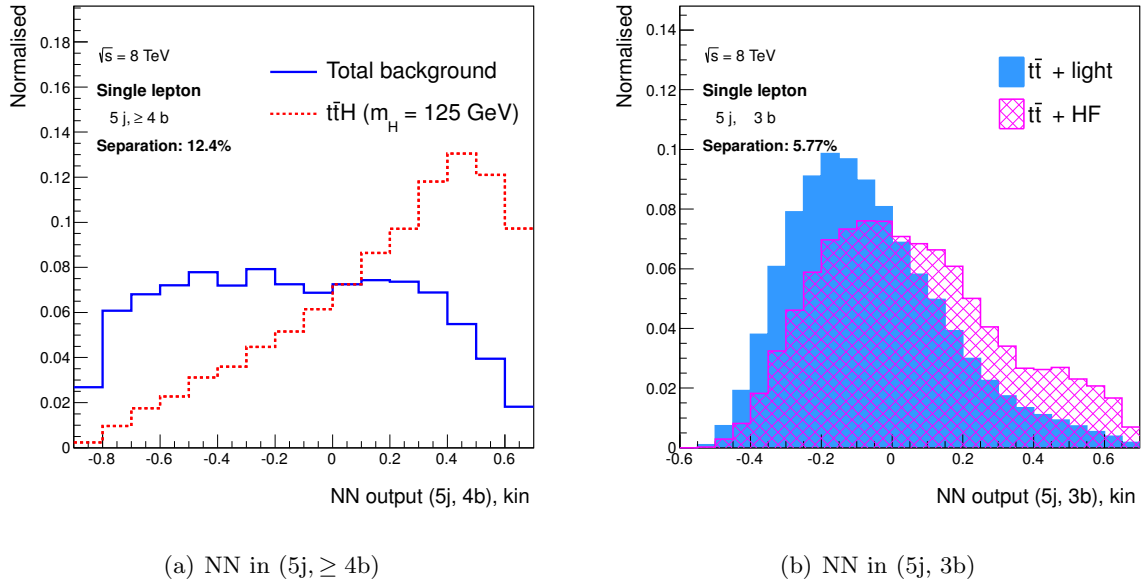 Normalised
0.18
0.16
0.14
0.12
0.1
0.08
0.06
0.04
0.02
0
√s = 8 TeV
Single lepton
5 j, ≥ 4 b
Separation: 12.4%
Total background
tt̄H (m_H = 125 GeV)
-0.8 -0.6 -0.4 -0.2 0 0.2 0.4 0.6
NN output (5j, 4b), kin
(a) NN in (5j, ≥ 4b)
Normalised
0.14
0.12
0.1
0.08
0.06
0.04
0.02
0
√s = 8 TeV
Single lepton
5 j, 3 b
Separation: 5.77%
tt̄ + light
tt̄ + HF
-0.6 -0.4 -0.2 0 0.2 0.4 0.6
NN output (5j, 3b), kin
(b) NN in (5j, 3b)